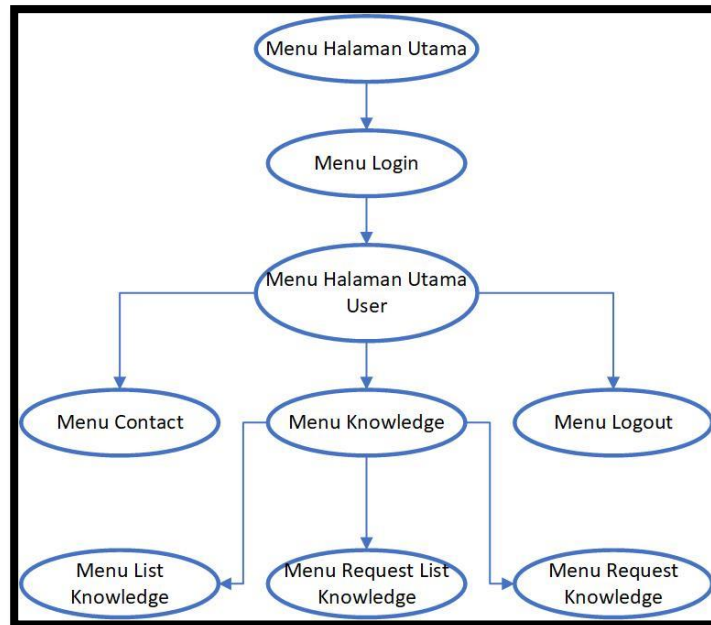 Menu Halaman Utama
Menu Login
Menu Halaman Utama
User
Menu Contact
Menu Knowledge
Menu Logout
Menu List
Knowledge
Menu Request List
Knowledge
Menu Request
Knowledge